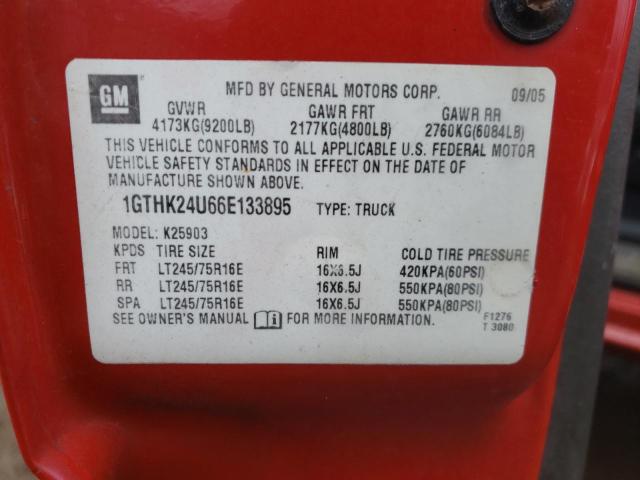 GM
MFD BY GENERAL MOTORS CORP. 09/05
GVWR GAWR FRT GAWR RR
4173KG(9200LB) 2177KG(4800LB) 2760KG(6084LB)
THIS VEHICLE CONFORMS TO ALL APPLICABLE U.S. FEDERAL MOTOR
VEHICLE SAFETY STANDARDS IN EFFECT ON THE DATE OF
MANUFACTURE SHOWN ABOVE.
1GTHK24U66E133895 TYPE: TRUCK
MODEL: K25903
KPDS TIRE SIZE RIM COLD TIRE PRESSURE
FRT LT245/75R16E 16X6.5J 420KPA(60PSI)
RR LT245/75R16E 16X6.5J 550KPA(80PSI)
SPA LT245/75R16E 16X6.5J 550KPA(80PSI)
SEE OWNER'S MANUAL FOR MORE INFORMATION. F1276
T 3080